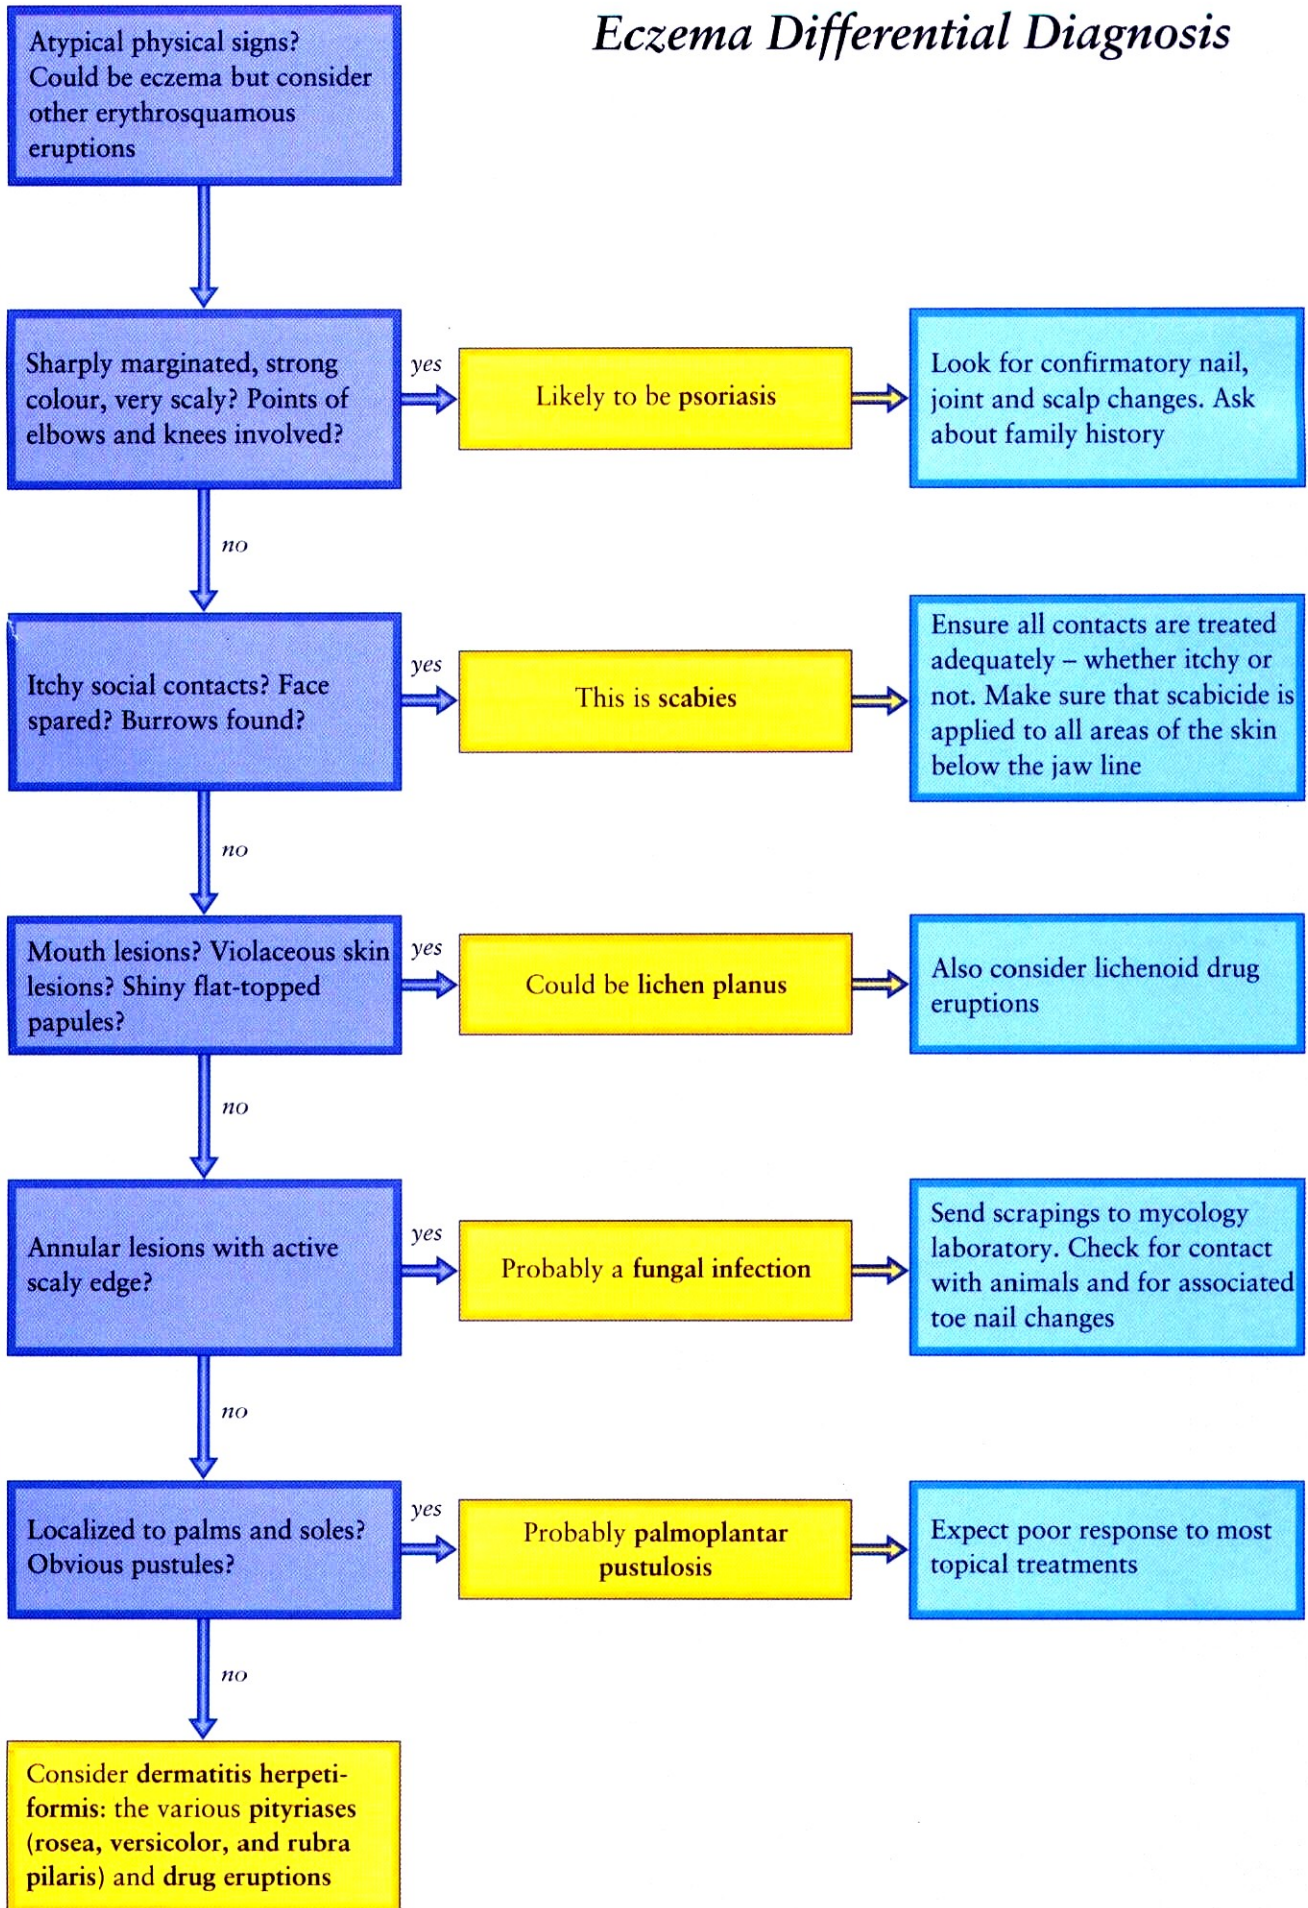 Eczema Differential Diagnosis
Atypical physical signs?
Could be eczema but consider
other erythrosquamous
eruptions
Sharply marginated, strong
colour, very scaly? Points of
elbows and knees involved?
yes
Likely to be psoriasis
Look for confirmatory nail,
joint and scalp changes. Ask
about family history
no
Itchy social contacts? Face
spared? Burrows found?
yes
This is scabies
Ensure all contacts are treated
adequately – whether itchy or
not. Make sure that scabicide is
applied to all areas of the skin
below the jaw line
no
Mouth lesions? Violaceous skin
lesions? Shiny flat-topped
papules?
yes
Could be lichen planus
Also consider lichenoid drug
eruptions
no
Annular lesions with active
scaly edge?
yes
Probably a fungal infection
Send scrapings to mycology
laboratory. Check for contact
with animals and for associated
toe nail changes
no
Localized to palms and soles?
Obvious pustules?
yes
Probably palmoplantar
pustulosis
Expect poor response to most
topical treatments
no
Consider dermatitis herpeti-
formis: the various pityriases
(rosea, versicolor, and rubra
pilaris) and drug eruptions